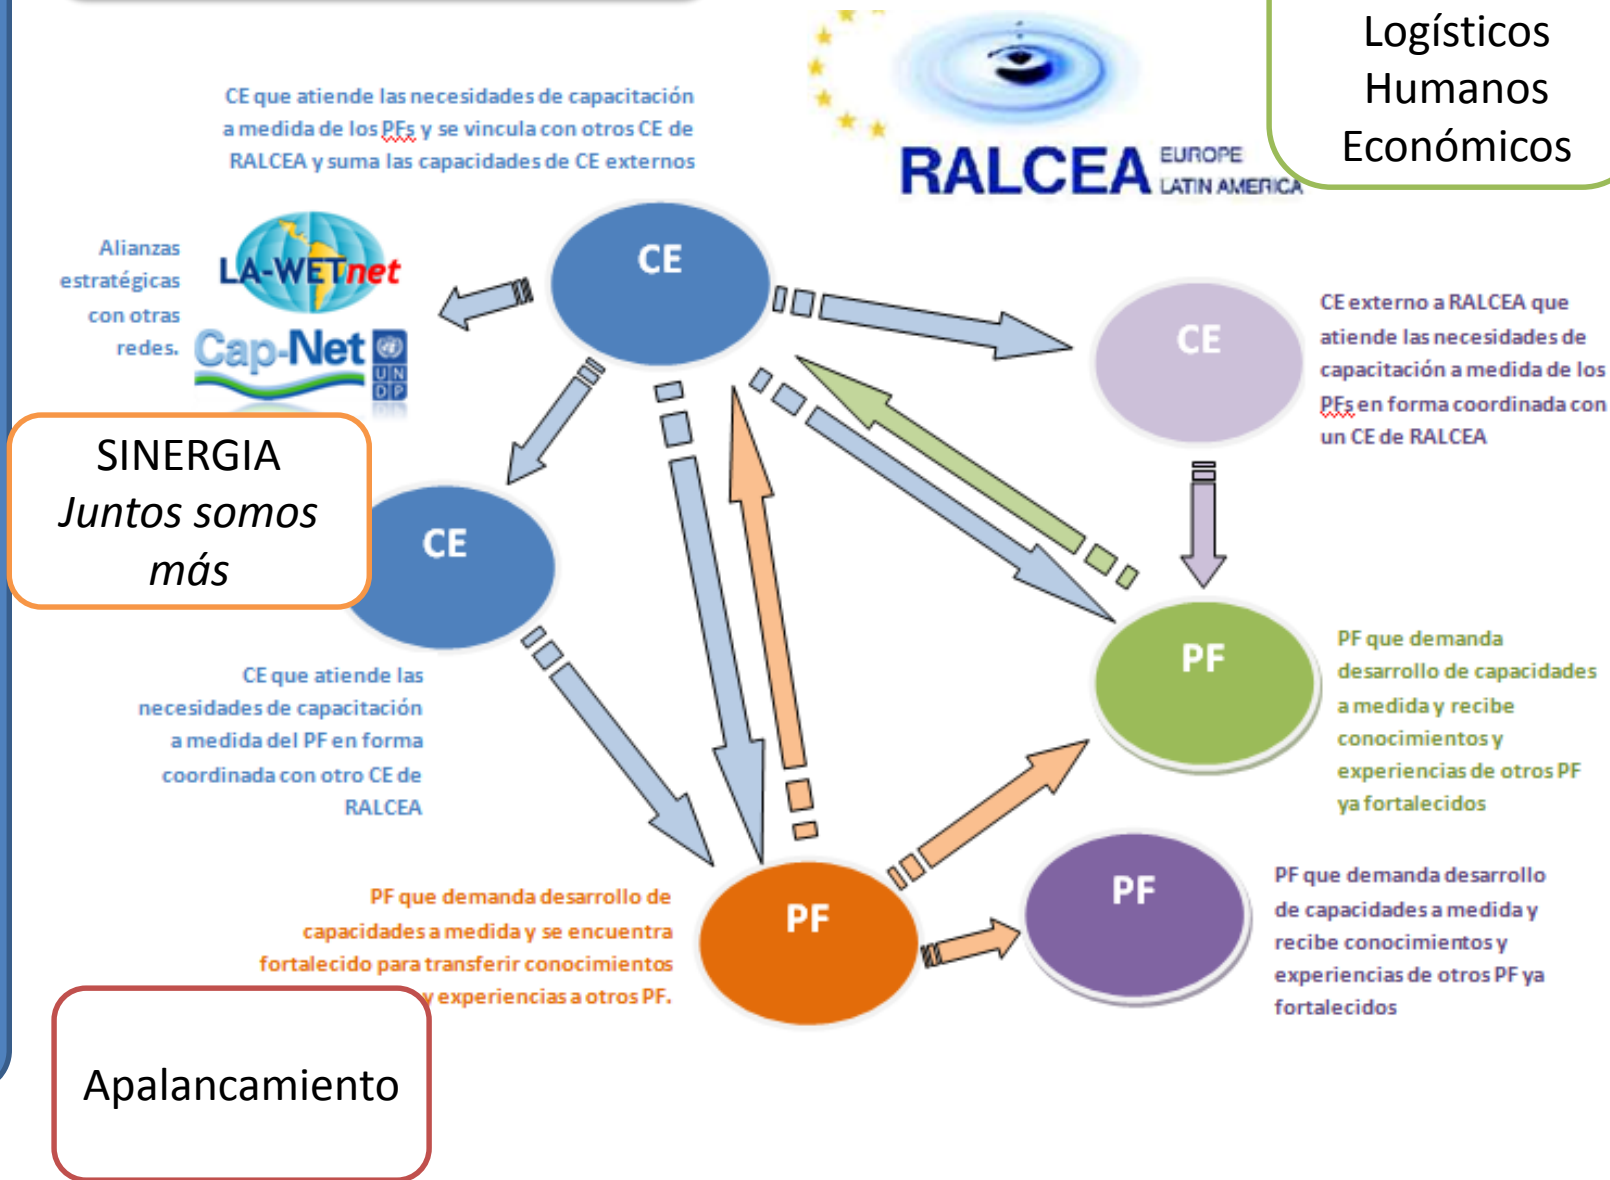 Logísticos
Humanos
Económicos
RALCEA EUROPE
LATIN AMERICA
CE que atiende las necesidades de capacitación
a medida de los PFs y se vincula con otros CE de
RALCEA y suma las capacidades de CE externos
CE
Alianzas
estratégicas
con otras
redes.
LA-WETnet
Cap-Net
UN
DP
CE
CE externo a RALCEA que
atiende las necesidades de
capacitación a medida de los
PFs en forma coordinada con
un CE de RALCEA
SINERGIA
Juntos somos
más
CE
CE que atiende las
necesidades de capacitación
a medida del PF en forma
coordinada con otro CE de
RALCEA
PF
PF que demanda
desarrollo de capacidades
a medida y recibe
conocimientos y
experiencias de otros PF
ya fortalecidos
PF que demanda desarrollo de
capacidades a medida y se encuentra
fortalecido para transferir conocimientos
y experiencias a otros PF.
PF
PF
PF que demanda desarrollo
de capacidades a medida y
recibe conocimientos y
experiencias de otros PF ya
fortalecidos
Apalancamiento